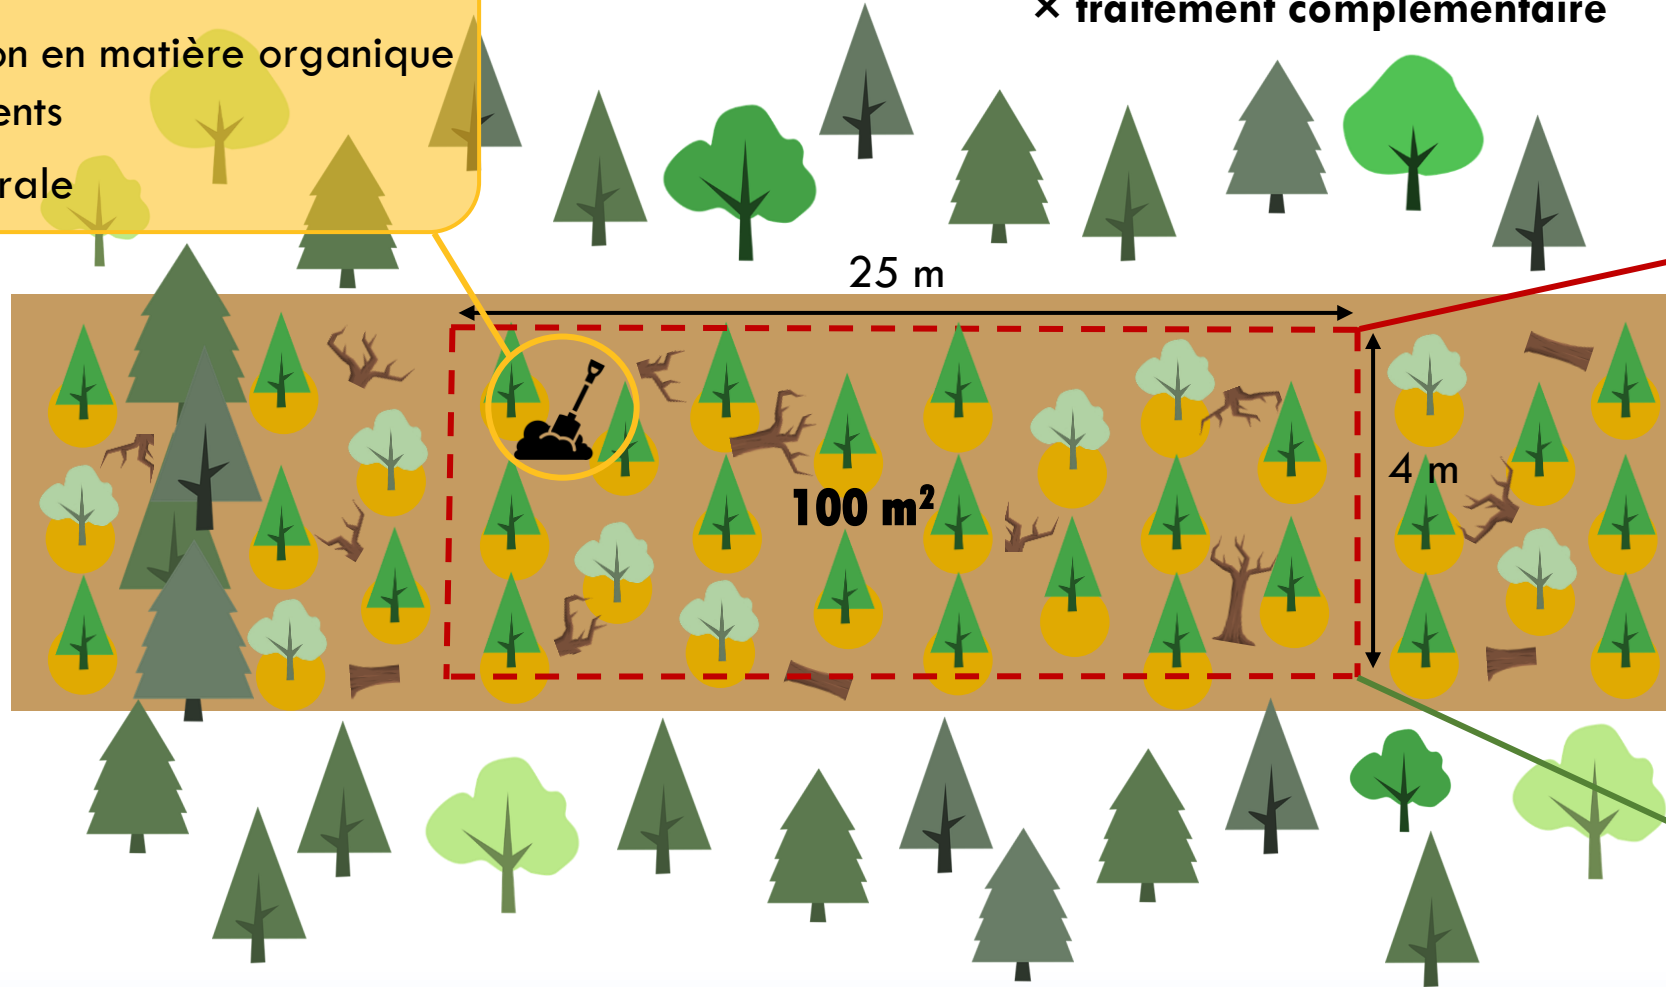 × traitement complémentaire
on en matière organique
ents
rale
25 m
4 m
100 m²